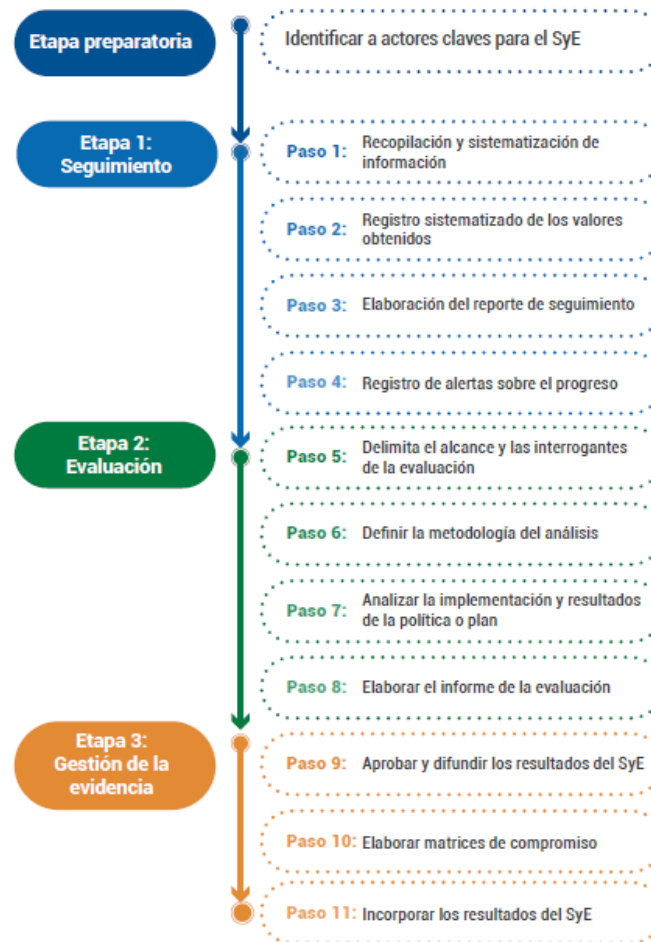 Etapa preparatoria
Identificar a actores claves para el SyE
Etapa 1:
Seguimiento
Paso 1: Recopilación y sistematización de
información
Paso 2: Registro sistematizado de los valores
obtenidos
Paso 3: Elaboración del reporte de seguimiento
Paso 4: Registro de alertas sobre el progreso
Etapa 2:
Evaluación
Paso 5: Delimita el alcance y las interrogantes
de la evaluación
Paso 6: Definir la metodología del análisis
Paso 7: Analizar la implementación y resultados
de la política o plan
Paso 8: Elaborar el informe de la evaluación
Etapa 3:
Gestión de la
evidencia
Paso 9: Aprobar y difundir los resultados del SyE
Paso 10: Elaborar matrices de compromiso
Paso 11: Incorporar los resultados del SyE